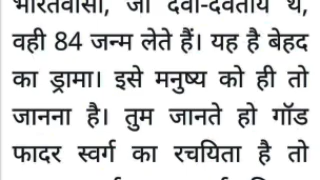 भारतवासी, जो देवी-देवतायें थे,
वही 84 जन्म लेते हैं। यह है बेहद
का ड्रामा। इसे मनुष्य को ही तो
जानना है। तुम जानते हो गॉड
फादर स्वर्ग का रचयिता है तो